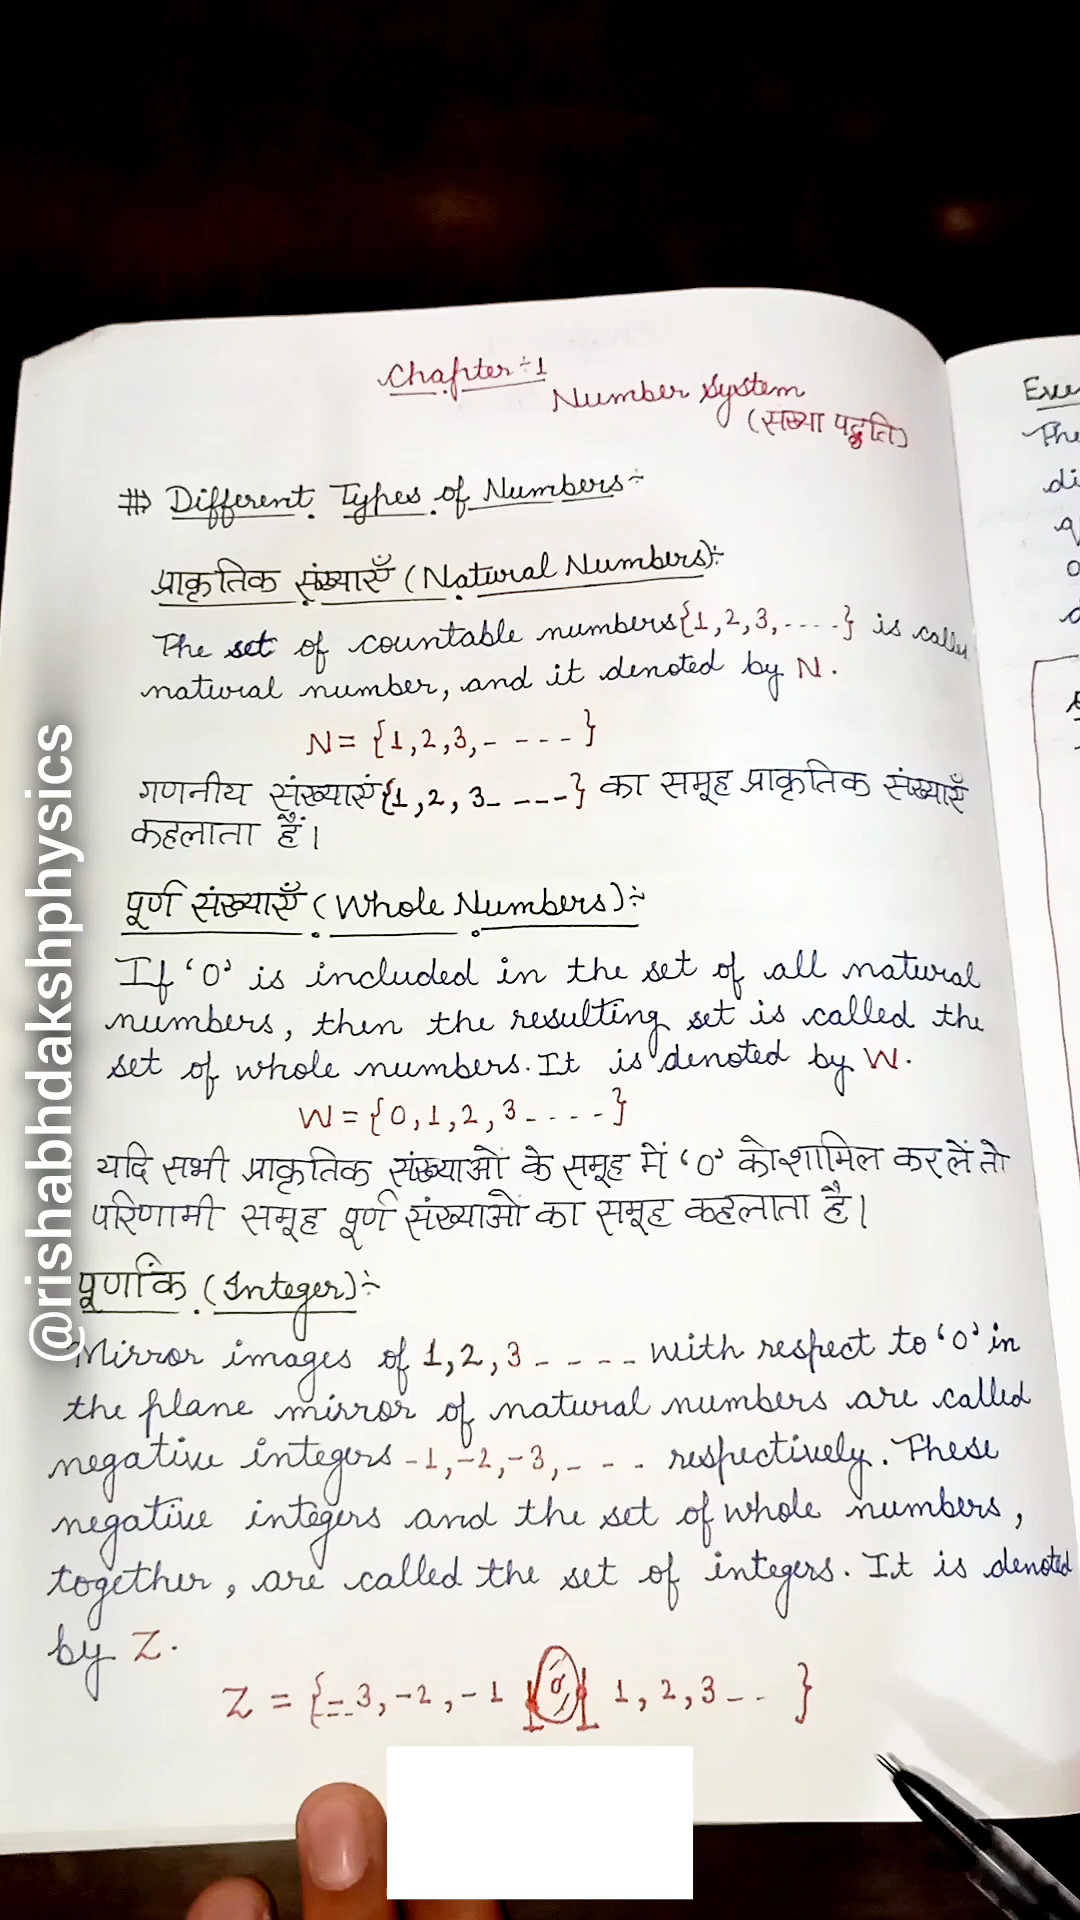 Chapter ÷ 1
Number System
(संख्या पद्धति)
Different Types of Numbers ÷
प्राकृतिक संख्याएँ (Natural Numbers) ÷
The set of countable numbers {1, 2, 3, -----} is called
natural number, and it denoted by N.
N = {1, 2, 3, - ---- }
गणनीय संख्याएं {1, 2, 3- ----} का समूह प्राकृतिक संख्याएँ
कहलाता हैं।
पूर्ण संख्याएँ (Whole Numbers) ÷
If '0' is included in the set of all natural
numbers, then the resulting set is called the
set of whole numbers. It is denoted by W.
W = {0, 1, 2, 3 - ----}
यदि सभी प्राकृतिक संख्याओं के समूह में '0' को शामिल कर लें तो
परिणामी समूह पूर्ण संख्याओं का समूह कहलाता है।
पूर्णांक (Integer) ÷
Mirror images of 1, 2, 3 - - - - with respect to '0' in
the plane mirror of natural numbers are called
negative integers -1, -2, -3, - - - respectively. These
negative integers and the set of whole numbers,
together, are called the set of integers. It is denoted
by Z.
Z = {---3, -2, -1 0 1, 2, 3 -- }
@rishabhdakshphysics
The
di